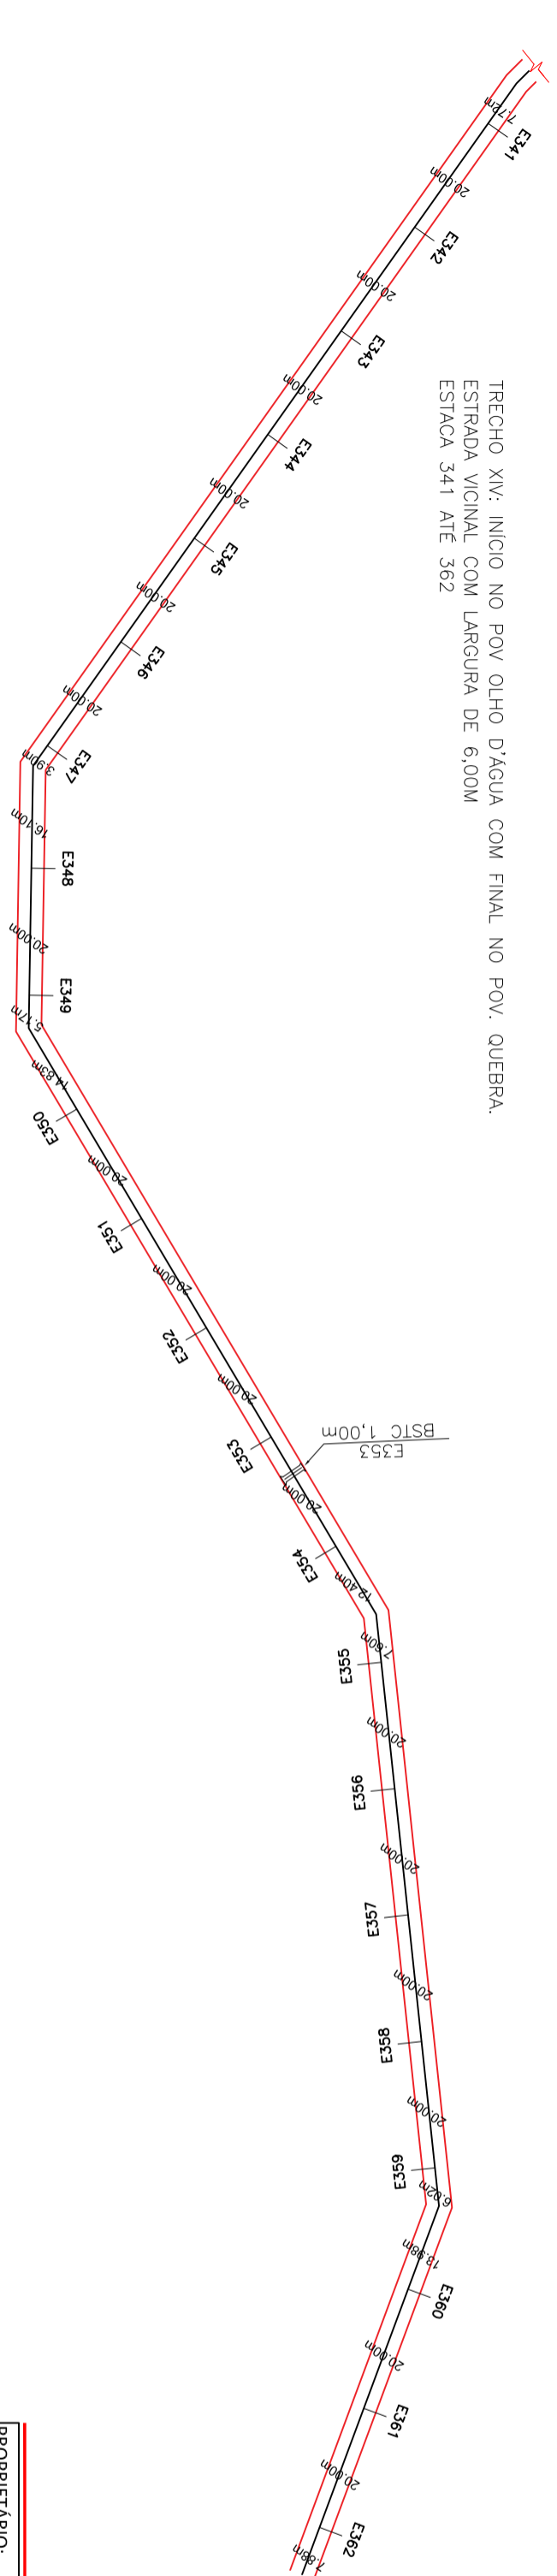 TRECHO XIV: INÍCIO NO POV OLHO D'ÁGUA COM FINAL NO POV. QUEBRA.
ESTRADA VICINAL COM LARGURA DE 6,00M
ESTACA 341 ATÉ 362
7.72m
E341
20.00m
E342
20.00m
E343
20.00m
E344
20.00m
E345
20.00m
E346
20.00m
E347
3.90m
16.10m
E348
20.00m
E349
5.17m
14.83m
E350
20.00m
E351
20.00m
E352
20.00m
E353
E353
BSTC 1,00m
20.00m
E354
12.40m
7.60m
E355
20.00m
E356
20.00m
E357
20.00m
E358
20.00m
E359
6.02m
13.98m
E360
20.00m
E361
20.00m
E362
7.88m
PROPRIETÁRIO: